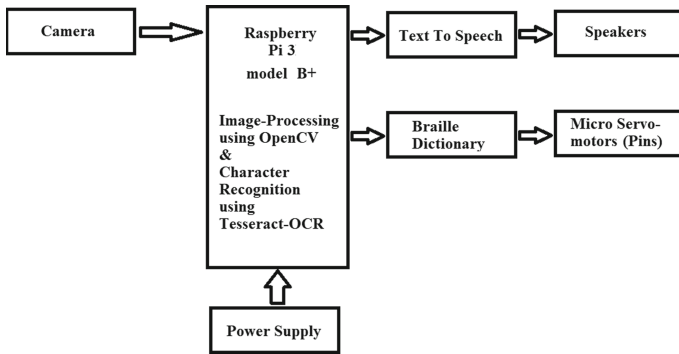 Camera
Raspberry
Pi 3
model B+
Image-Processing
using OpenCV
&
Character
Recognition
using
Tesseract-OCR
Text To Speech
Speakers
Braille
Dictionary
Micro Servo-
motors (Pins)
Power Supply